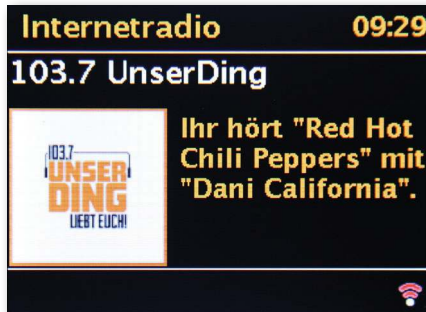 Internetradio 09:29
103.7 UnserDing
103.7
UNSER
DING
LIEBT EUCH!
Ihr hört "Red Hot
Chili Peppers" mit
"Dani California".